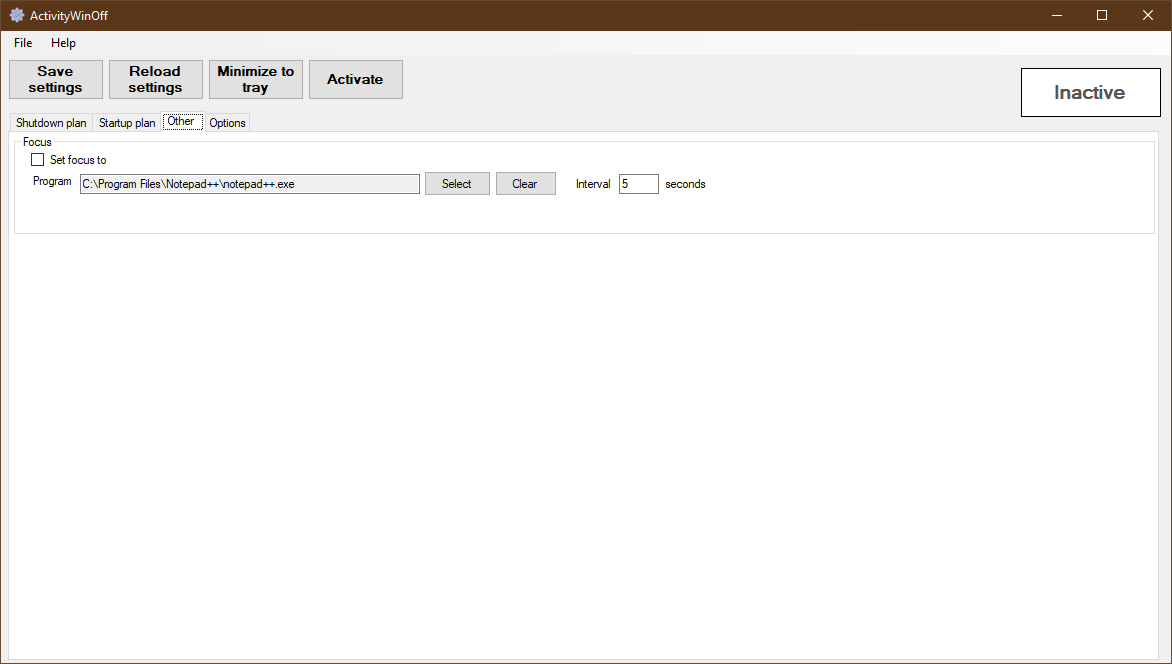 ActivityWinOff
File Help
Save settings Reload settings Minimize to tray Activate
Inactive
Shutdown plan Startup plan Other Options
Focus
Set focus to
Program C:\Program Files\Notepad++\notepad++.exe Select Clear Interval 5 seconds